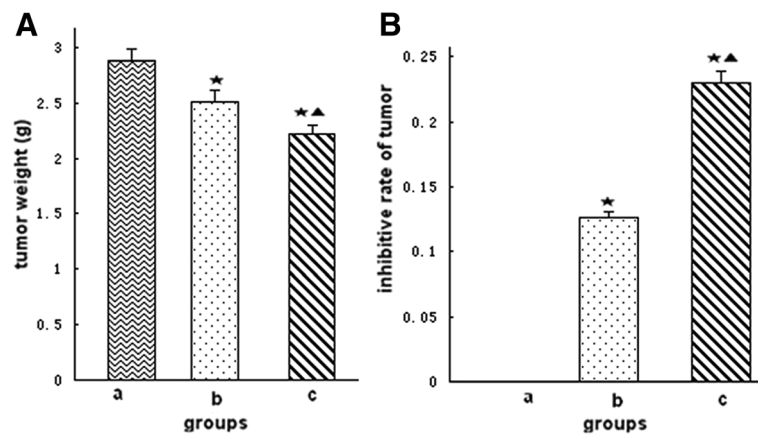 A
tumor weight (g)
3
2.5
2
1.5
1
0.5
0
★
★▲
a b c
groups
B
inhibitive rate of tumor
0.25
0.2
0.15
0.1
0.05
0
★
★▲
a b c
groups